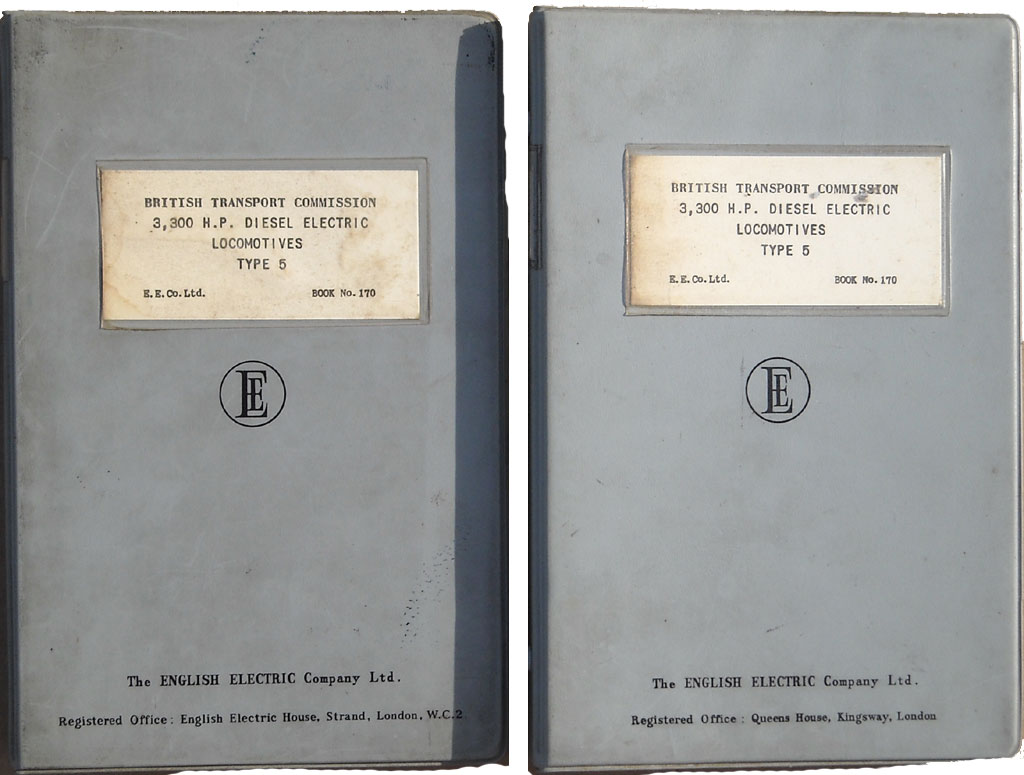 BRITISH TRANSPORT COMMISSION
3,300 H.P. DIESEL ELECTRIC
LOCOMOTIVES
TYPE 5
E.E.Co.Ltd. BOOK No.170
EE
The ENGLISH ELECTRIC Company Ltd.
Registered Office: English Electric House, Strand, London, W.C.2.
BRITISH TRANSPORT COMMISSION
3,300 H.P. DIESEL ELECTRIC
LOCOMOTIVES
TYPE 5
E.E.Co.Ltd. BOOK No.170
EE
The ENGLISH ELECTRIC Company Ltd.
Registered Office: Queens House, Kingsway, London